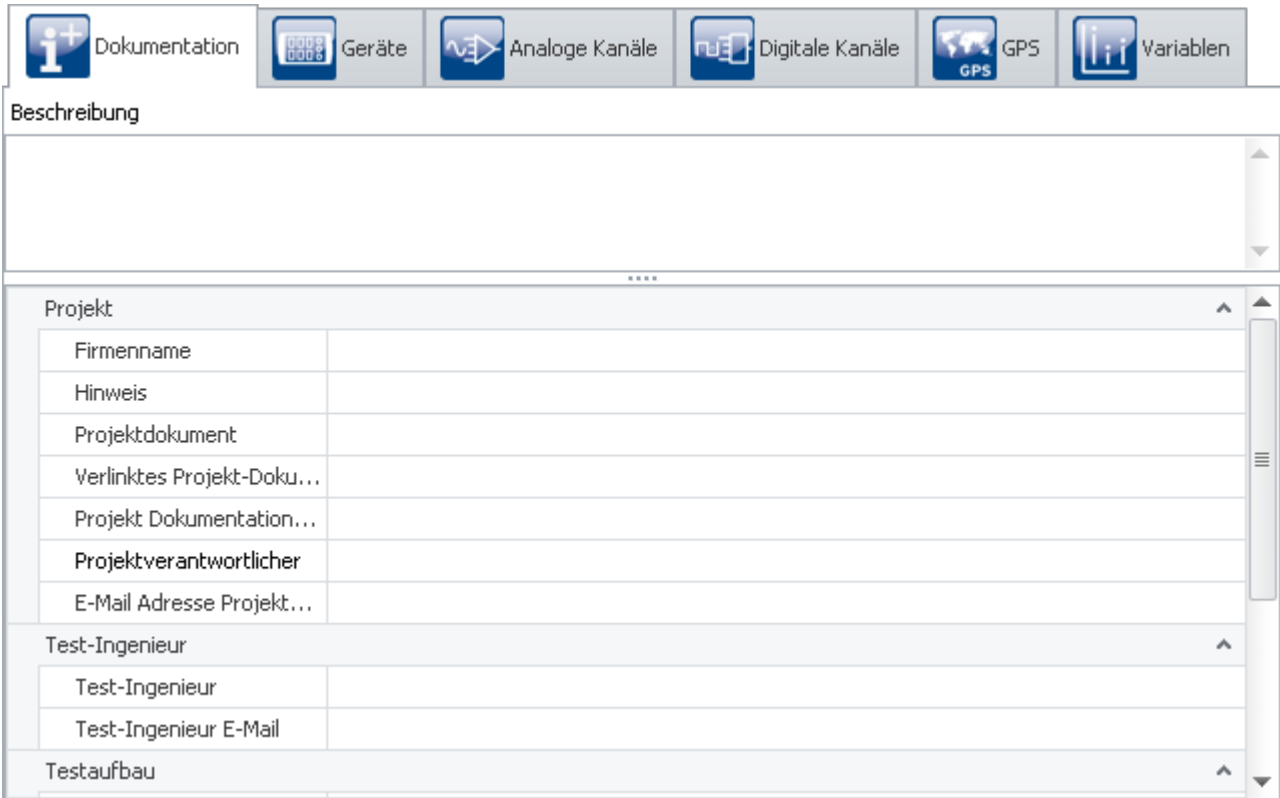 Dokumentation Geräte Analoge Kanäle Digitale Kanäle GPS GPS Variablen
Beschreibung
Projekt
Firmenname
Hinweis
Projektdokument
Verlinktes Projekt-Doku...
Projekt Dokumentation...
Projektverantwortlicher
E-Mail Adresse Projekt...
Test-Ingenieur
Test-Ingenieur
Test-Ingenieur E-Mail
Testaufbau